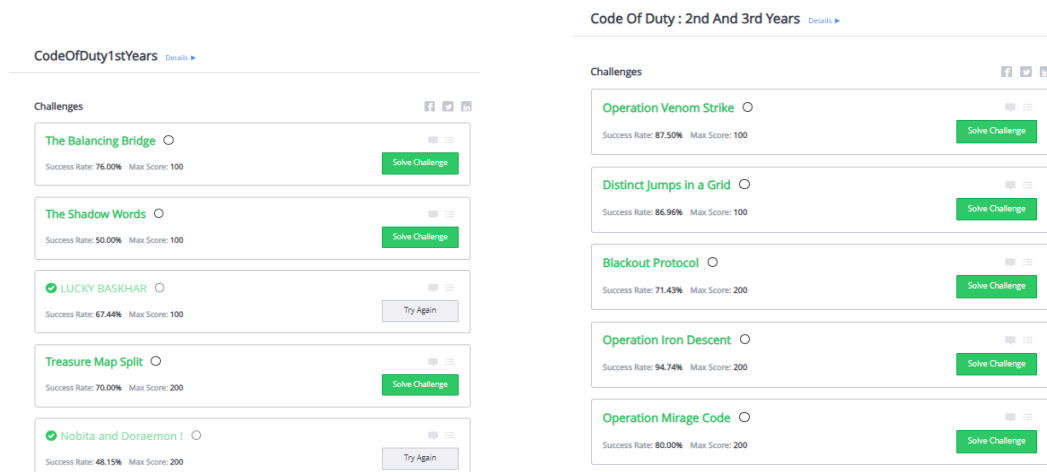 CodeOfDuty1stYears Details ►
Challenges
The Balancing Bridge
Success Rate: 76.00% Max Score: 100
Solve Challenge
The Shadow Words
Success Rate: 50.00% Max Score: 100
Solve Challenge
LUCKY BASKHAR
Success Rate: 67.44% Max Score: 100
Try Again
Treasure Map Split
Success Rate: 70.00% Max Score: 200
Solve Challenge
Nobita and Doraemon !
Success Rate: 48.15% Max Score: 200
Try Again
Code Of Duty : 2nd And 3rd Years Details ►
Challenges
Operation Venom Strike
Success Rate: 87.50% Max Score: 100
Solve Challenge
Distinct Jumps in a Grid
Success Rate: 86.96% Max Score: 100
Solve Challenge
Blackout Protocol
Success Rate: 71.43% Max Score: 200
Solve Challenge
Operation Iron Descent
Success Rate: 94.74% Max Score: 200
Solve Challenge
Operation Mirage Code
Success Rate: 80.00% Max Score: 200
Solve Challenge